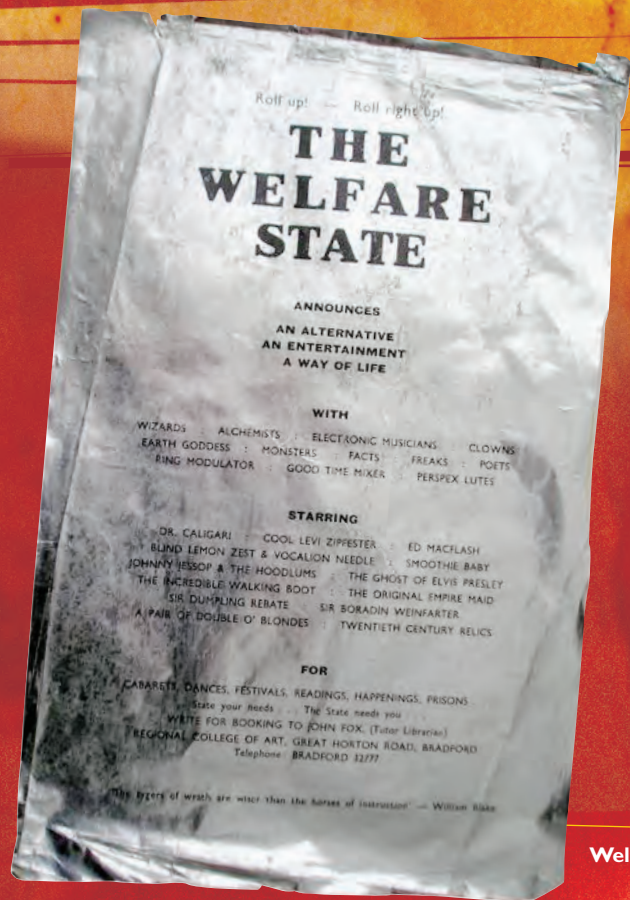 Roll up! — Roll right up!
THE
WELFARE
STATE
ANNOUNCES
AN ALTERNATIVE
AN ENTERTAINMENT
A WAY OF LIFE
WITH
WIZARDS : ALCHEMISTS : ELECTRONIC MUSICIANS : CLOWNS
EARTH GODDESS : MONSTERS : FACTS : FREAKS : POETS
RING MODULATOR : GOOD TIME MIXER : PERSPEX LUTES
STARRING
DR. CALIGARI : COOL LEVI ZIPFESTER : ED MACFLASH
BLIND LEMON ZEST & VOCALION NEEDLE : SMOOTHIE BABY
JOHNNY JESSOP & THE HOODLUMS : THE GHOST OF ELVIS PRESLEY
THE INCREDIBLE WALKING BOOT : THE ORIGINAL EMPIRE MAID
SIR DUMPLING REBATE : SIR BORADIN WEINFARTER
A PAIR OF DOUBLE O' BLONDES : TWENTIETH CENTURY RELICS
FOR
CABARETS, DANCES, FESTIVALS, READINGS, HAPPENINGS, PRISONS
State your needs . . . The State needs you . . .
WRITE FOR BOOKING TO JOHN FOX, (Tutor Librarian)
REGIONAL COLLEGE OF ART, GREAT HORTON ROAD, BRADFORD
Telephone BRADFORD 32777
'The tygers of wrath are wiser than the horses of instruction' — William Blake
Wel